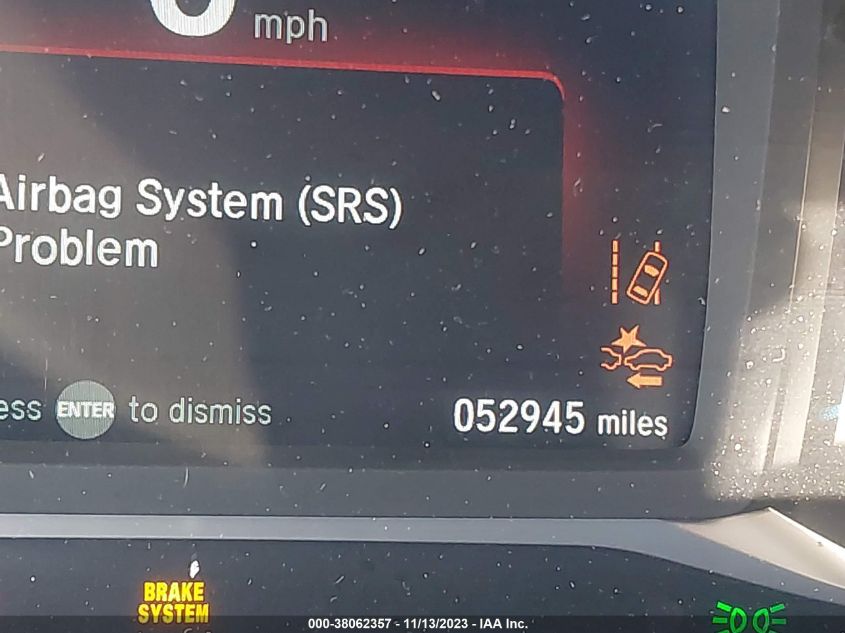 mph
Airbag System (SRS)
Problem
ENTER to dismiss
052945 miles
BRAKE
SYSTEM
000-38062357 - 11/13/2023 - IAA Inc.